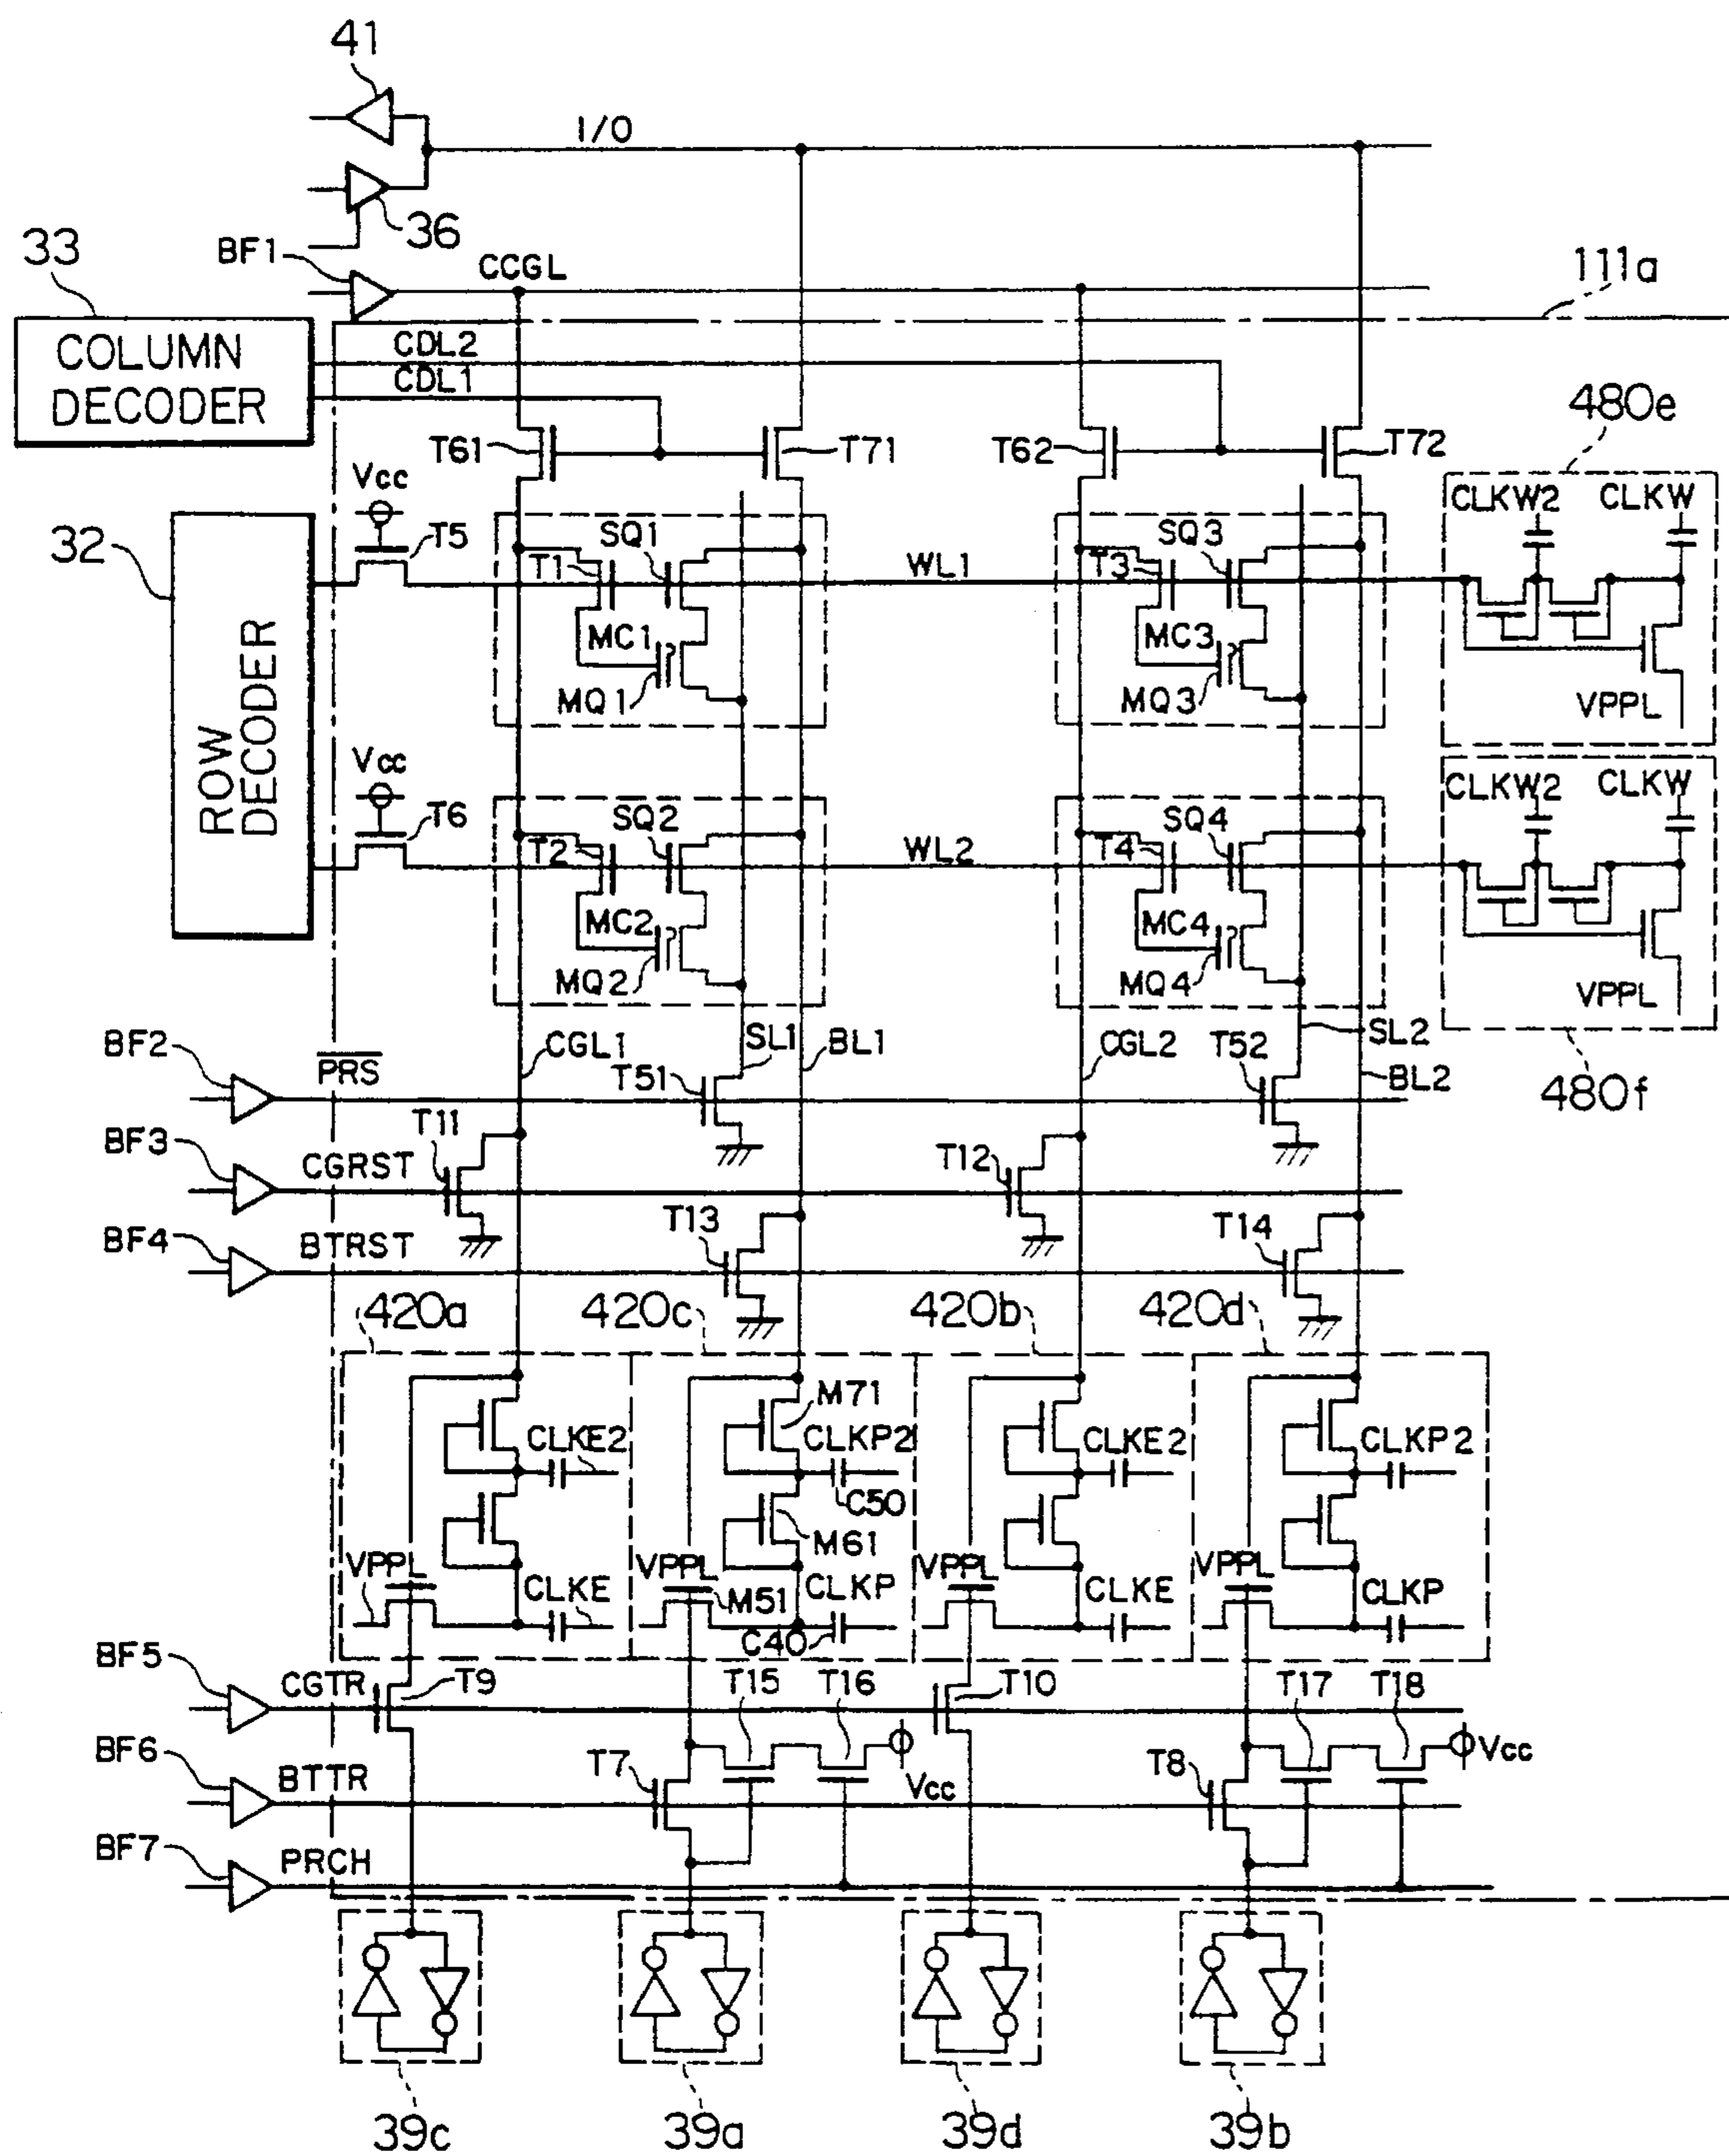 41
I/O
36
33
BF1
CCGL
111a
COLUMN
DECODER
CDL2
CDL1
480e
T61
T71
T62
T72
Vcc
CLKW2
CLKW
32
T5
SQ1
SQ3
T1
WL1
T3
MC1
MC3
MQ1
MQ3
VPPL
ROW
DECODER
Vcc
CLKW2
CLKW
T6
SQ2
SQ4
T2
WL2
T4
MC2
MC4
MQ2
MQ4
VPPL
BF2
PRS
CGL1
SL1
BL1
CGL2
T52
SL2
T51
BL2
480f
BF3
CGRST
T11
T12
BF4
BTRST
T13
T14
420a
420c
420b
420d
M71
CLKE2
CLKP2
CLKE2
CLKP2
C50
M61
VPPL
CLKE
VPPL
M51
CLKP
VPPL
CLKE
VPPL
CLKP
C40
BF5
CGTR
T9
T15
T16
T10
T17
T18
BF6
BTTR
T7
Vcc
T8
Vcc
BF7
PRCH
39c
39a
39d
39b